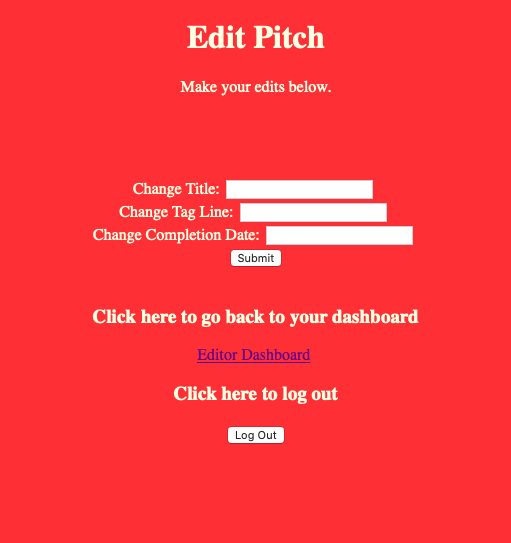 Edit Pitch
Make your edits below.
Change Title:
Change Tag Line:
Change Completion Date:
Submit
Click here to go back to your dashboard
Editor Dashboard
Click here to log out
Log Out